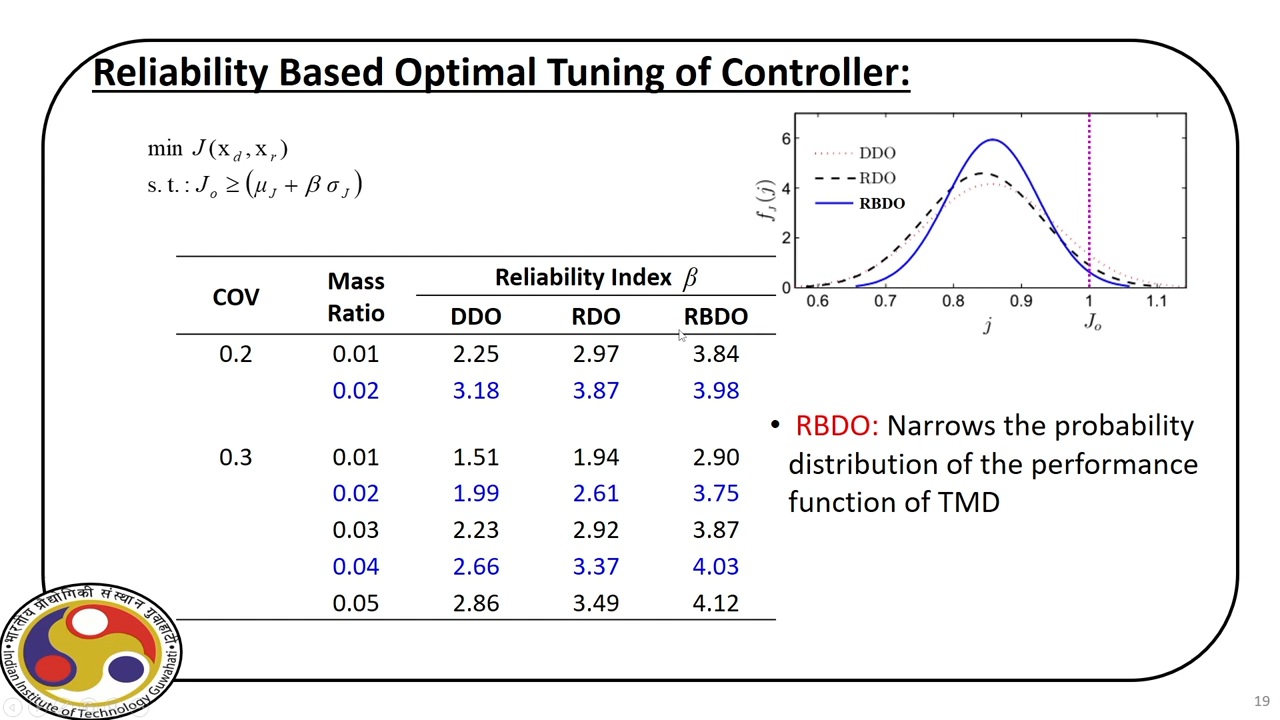 Reliability Based Optimal Tuning of Controller:
min J(x_d, x_r)
s.t.: J_o ≥ (μ_J + β σ_J)
COV Mass Ratio Reliability Index β
DDO RDO RBDO
0.2 0.01 2.25 2.97 3.84
0.02 3.18 3.87 3.98
0.3 0.01 1.51 1.94 2.90
0.02 1.99 2.61 3.75
0.03 2.23 2.92 3.87
0.04 2.66 3.37 4.03
0.05 2.86 3.49 4.12
f_J(j)
6
4
2
0
DDO
RDO
RBDO
0.6 0.7 0.8 0.9 1 1.1
j J_o
• RBDO: Narrows the probability
distribution of the performance
function of TMD
भारतीय प्रौद्योगिकी संस्थान गुवाहाटी
Indian Institute of Technology Guwahati
19